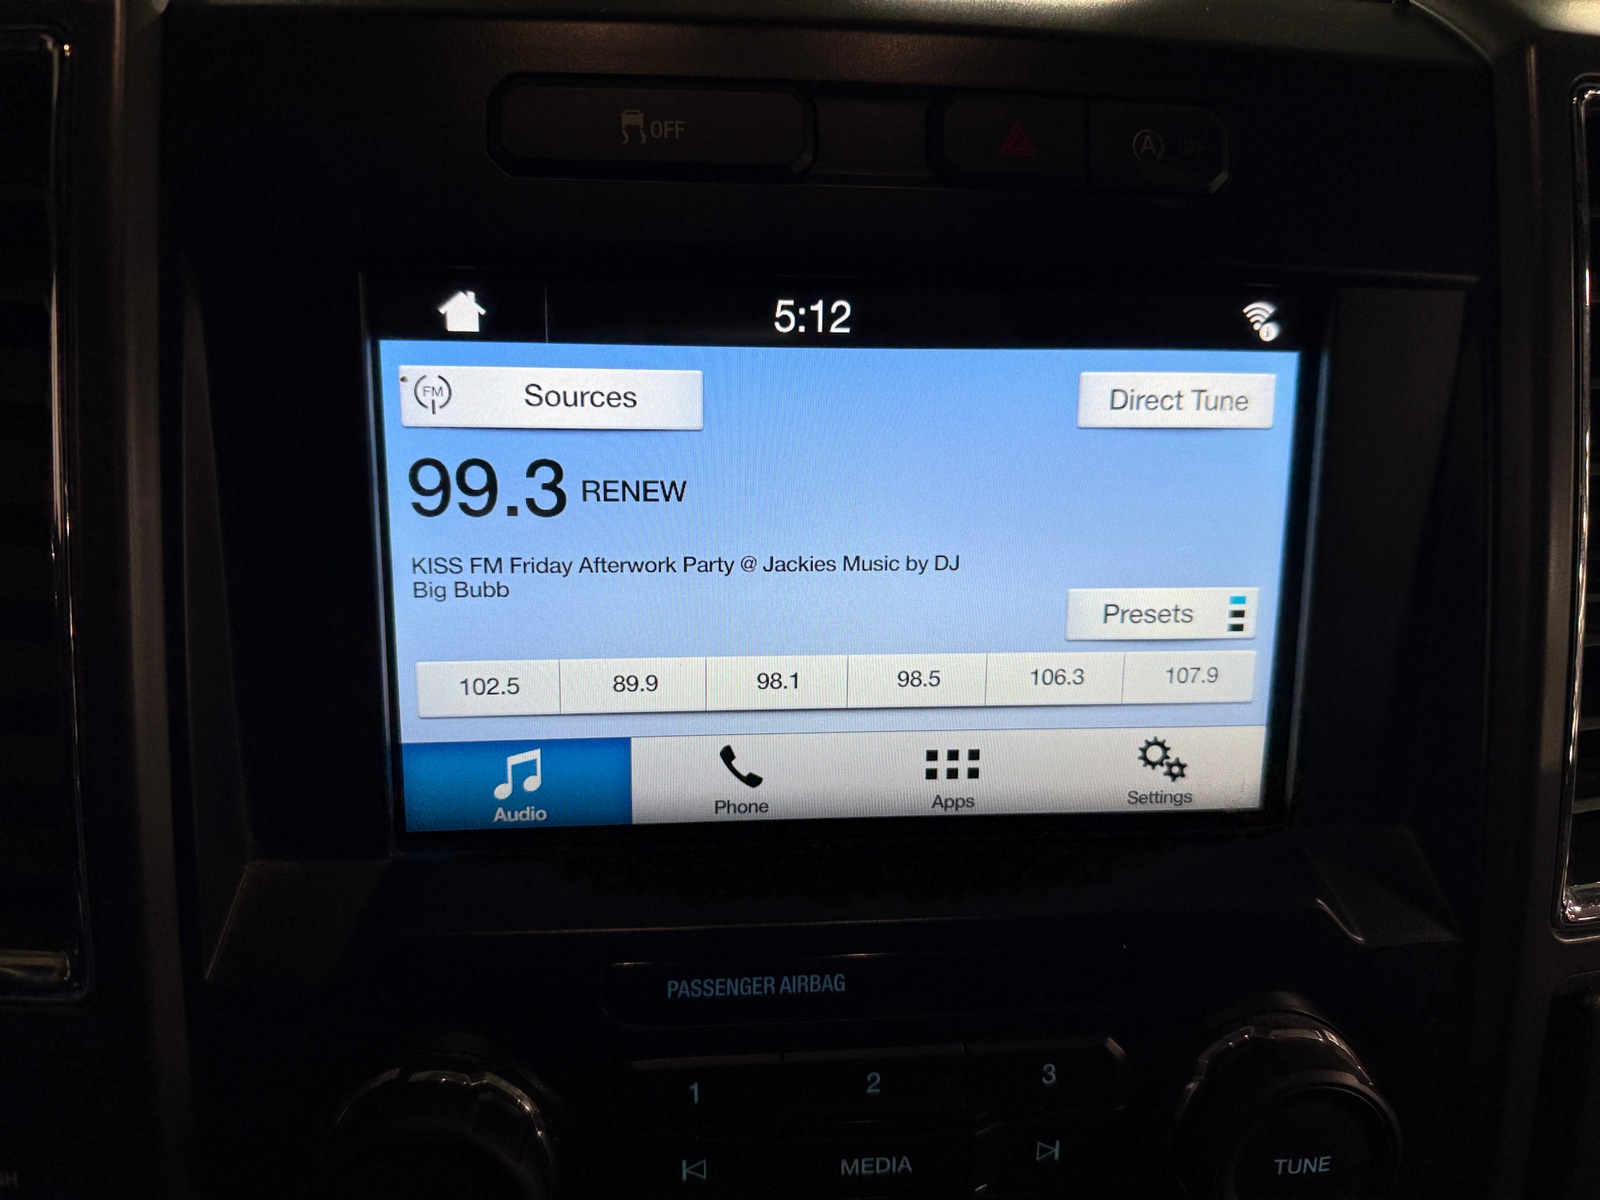 OFF
A OFF
5:12
FM Sources
Direct Tune
99.3 RENEW
KISS FM Friday Afterwork Party @ Jackies Music by DJ
Big Bubb
Presets
102.5 89.9 98.1 98.5 106.3 107.9
Audio Phone Apps Settings
PASSENGER AIRBAG
1 2 3
MEDIA
TUNE